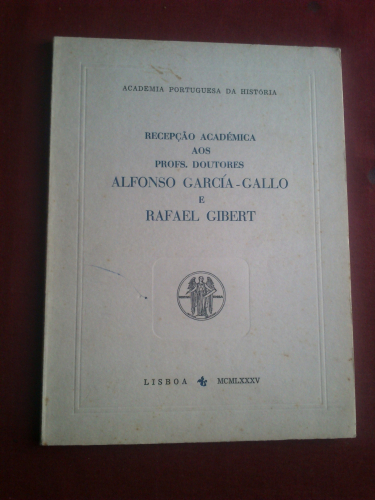 ACADEMIA PORTUGUESA DA HISTÓRIA
RECEPÇÃO ACADÉMICA
AOS
PROFS. DOUTORES
ALFONSO GARCÍA-GALLO
E
RAFAEL GIBERT
LISBOA MCMLXXXV